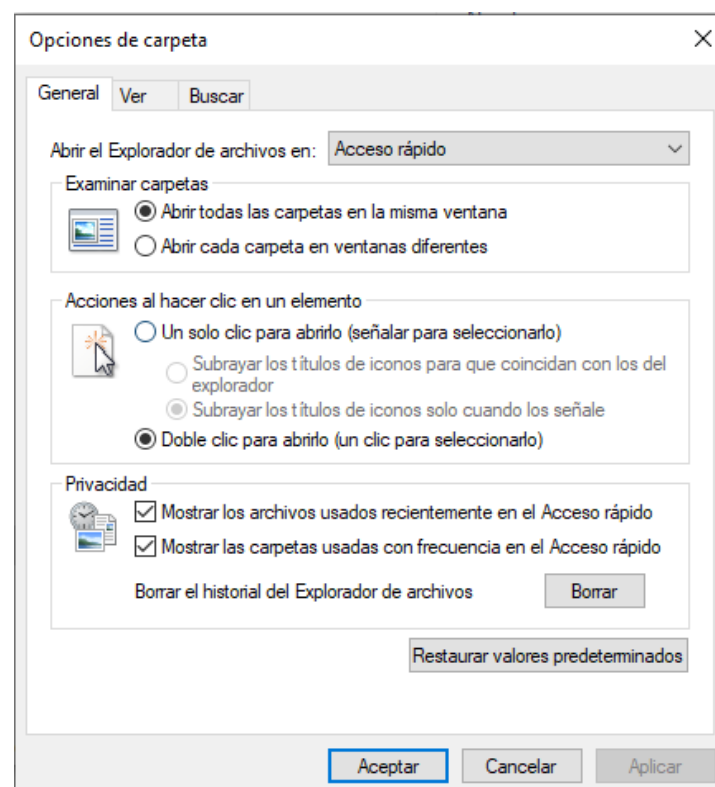 Opciones de carpeta
General Ver Buscar
Abrir el Explorador de archivos en: Acceso rápido
Examinar carpetas
Abrir todas las carpetas en la misma ventana
Abrir cada carpeta en ventanas diferentes
Acciones al hacer clic en un elemento
Un solo clic para abrirlo (señalar para seleccionarlo)
Subrayar los títulos de iconos para que coincidan con los del
explorador
Subrayar los títulos de iconos solo cuando los señale
Doble clic para abrirlo (un clic para seleccionarlo)
Privacidad
Mostrar los archivos usados recientemente en el Acceso rápido
Mostrar las carpetas usadas con frecuencia en el Acceso rápido
Borrar el historial del Explorador de archivos Borrar
Restaurar valores predeterminados
Aceptar Cancelar Aplicar